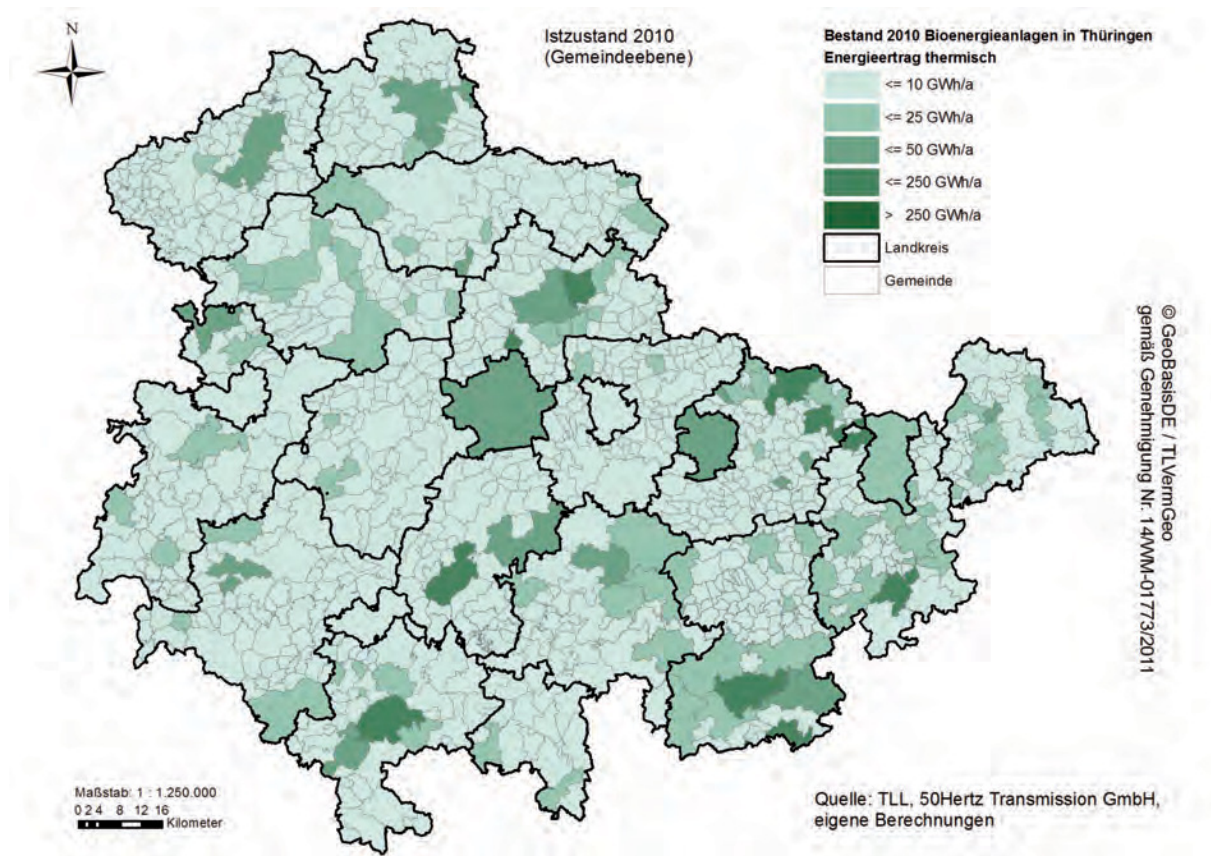 N
Istzustand 2010
(Gemeindeebene)
Bestand 2010 Bioenergieanlagen in Thüringen
Energieertrag thermisch
<= 10 GWh/a
<= 25 GWh/a
<= 50 GWh/a
<= 250 GWh/a
> 250 GWh/a
Landkreis
Gemeinde
© GeoBasisDE / TLVermGeo
gemäß Genehmigung Nr. 14/WM-01773/2011
Maßstab: 1 : 1.250.000
0 2 4 8 12 16
Kilometer
Quelle: TLL, 50Hertz Transmission GmbH,
eigene Berechnungen